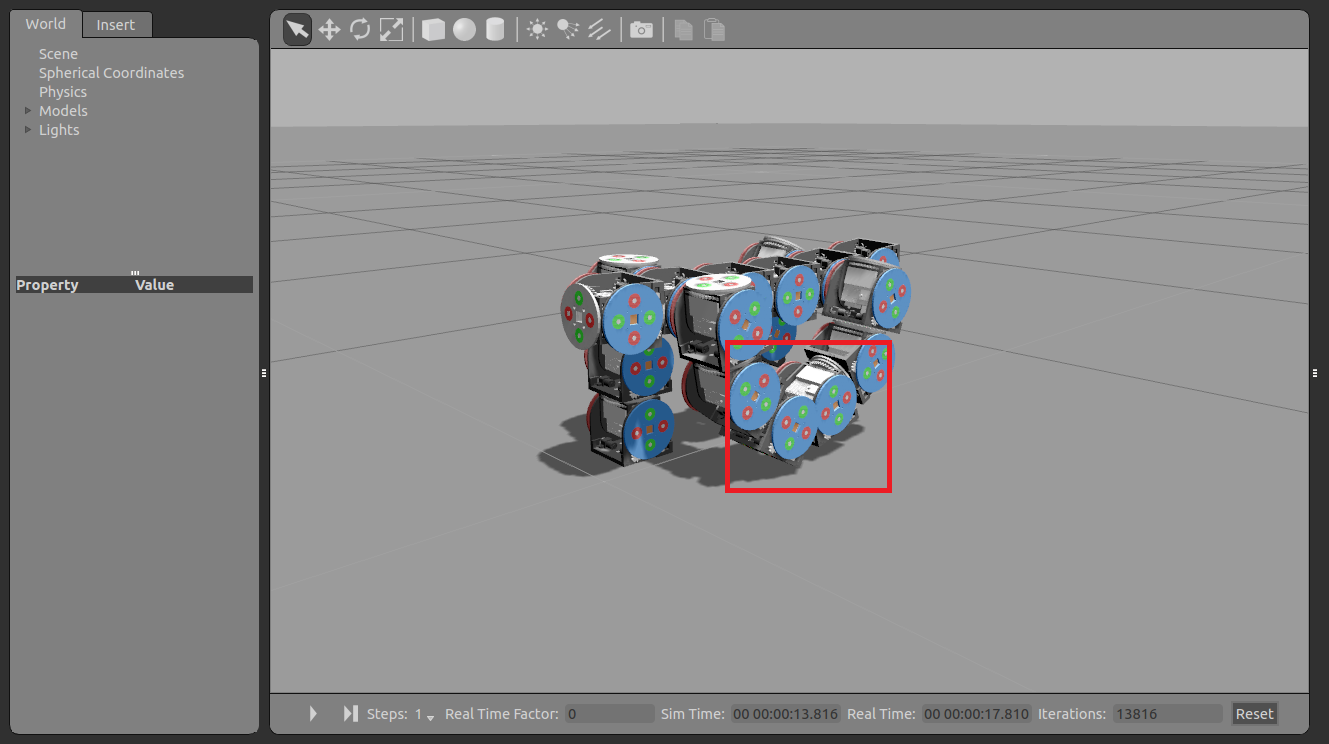 World
Insert
Scene
Spherical Coordinates
Physics
Models
Lights
Property Value
Steps: 1 Real Time Factor: 0 Sim Time: 00 00:00:13.816 Real Time: 00 00:00:17.810 Iterations: 13816 Reset